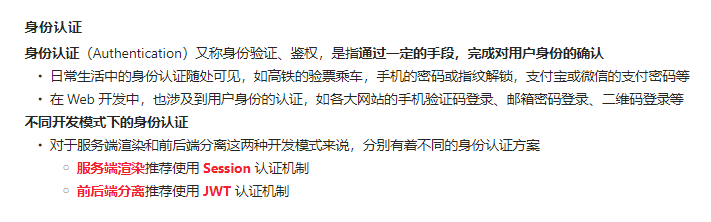 身份认证
身份认证（Authentication）又称身份验证、鉴权，是指通过一定的手段，完成对用户身份的确认
• 日常生活中的身份认证随处可见，如高铁的验票乘车，手机的密码或指纹解锁，支付宝或微信的支付密码等
• 在 Web 开发中，也涉及到用户身份的认证，如各大网站的手机验证码登录、邮箱密码登录、二维码登录等
不同开发模式下的身份认证
• 对于服务端渲染和前后端分离这两种开发模式来说，分别有着不同的身份认证方案
○ 服务端渲染推荐使用 Session 认证机制
○ 前后端分离推荐使用 JWT 认证机制